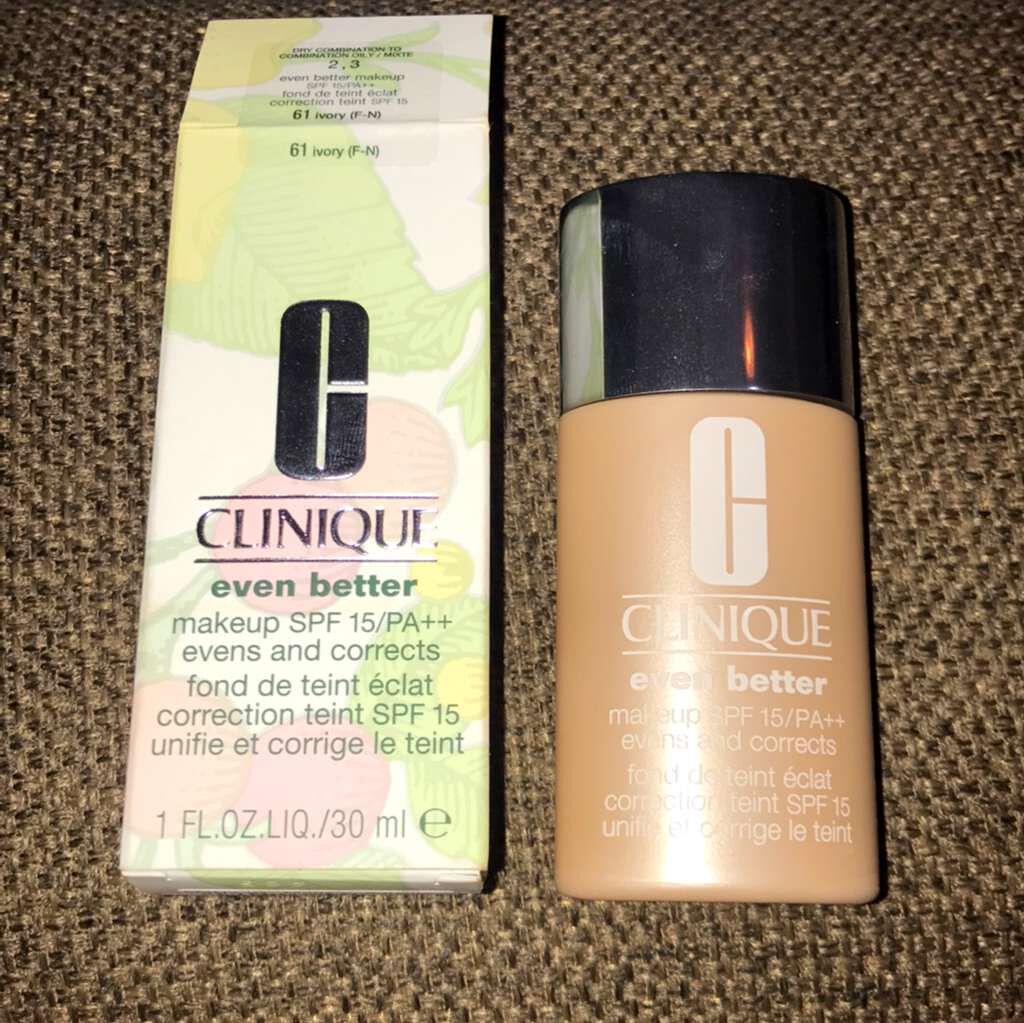 DRY COMBINATION TO
COMBINATION OILY / MIXTE
2 , 3
even better makeup
SPF 15/PA++
fond de teint éclat
correction teint SPF 15
61 ivory (F-N)
61 ivory (F-N)
C
CLINIQUE
even better
makeup SPF 15/PA++
evens and corrects
fond de teint éclat
correction teint SPF 15
unifie et corrige le teint
1 FL.OZ.LIQ./30 ml ℮
C
CLINIQUE
even better
makeup SPF 15/PA++
evens and corrects
fond de teint éclat
correction teint SPF 15
unifie et corrige le teint